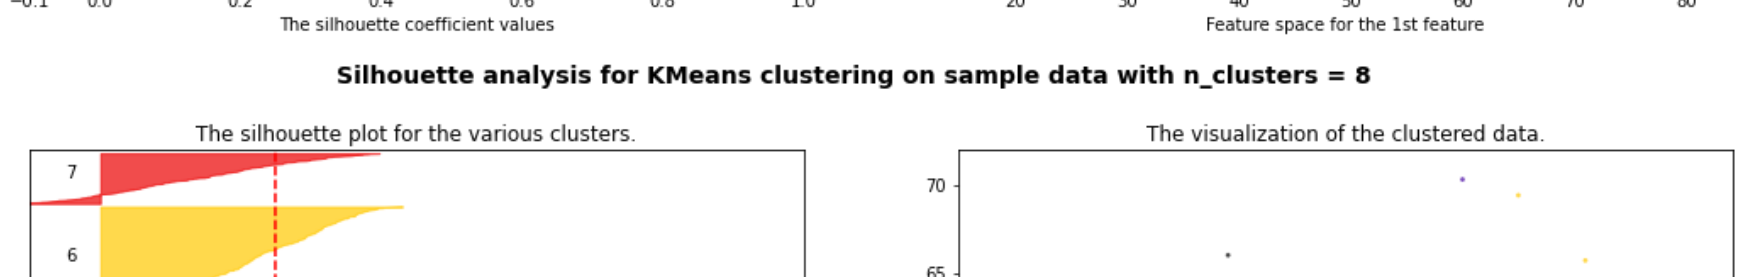 −0.1 0.0 0.2 0.4 0.6 0.8 1.0 20 30 40 50 60 70 80
The silhouette coefficient values Feature space for the 1st feature
Silhouette analysis for KMeans clustering on sample data with n_clusters = 8
The silhouette plot for the various clusters. The visualization of the clustered data.
7
70
6
65